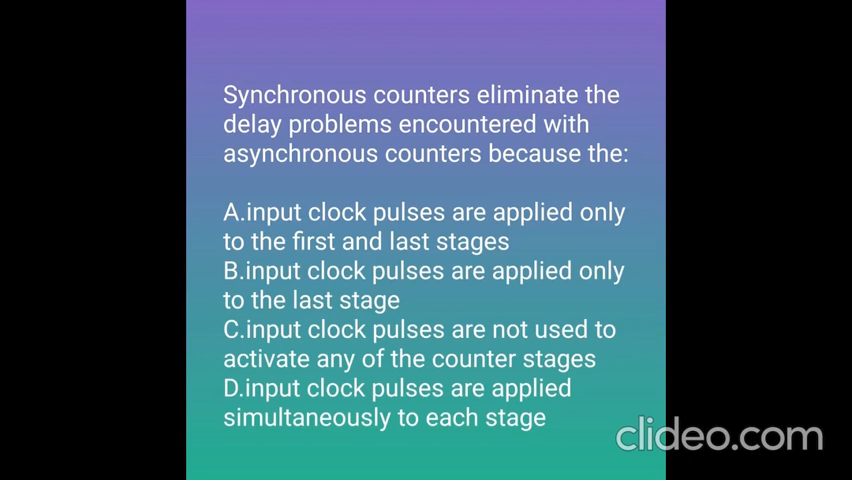 Synchronous counters eliminate the
delay problems encountered with
asynchronous counters because the:
A.input clock pulses are applied only
to the first and last stages
B.input clock pulses are applied only
to the last stage
C.input clock pulses are not used to
activate any of the counter stages
D.input clock pulses are applied
simultaneously to each stage
clideo.com